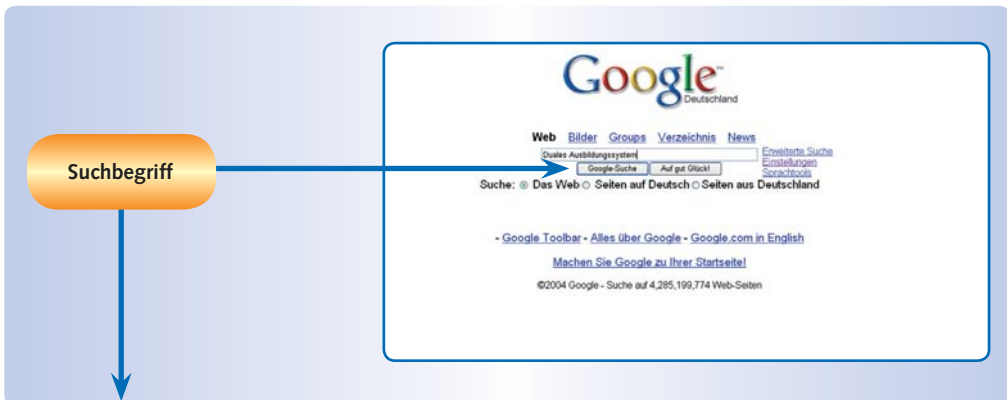 Google™
Deutschland
Web Bilder Groups Verzeichnis News
Duales Ausbildungssystem
Erweiterte Suche
Einstellungen
Sprachtools
Google-Suche Auf gut Glück!
Suche: Das Web Seiten auf Deutsch Seiten aus Deutschland
Suchbegriff
- Google Toolbar - Alles über Google - Google.com in English
Machen Sie Google zu Ihrer Startseite!
©2004 Google - Suche auf 4,285,199,774 Web-Seiten